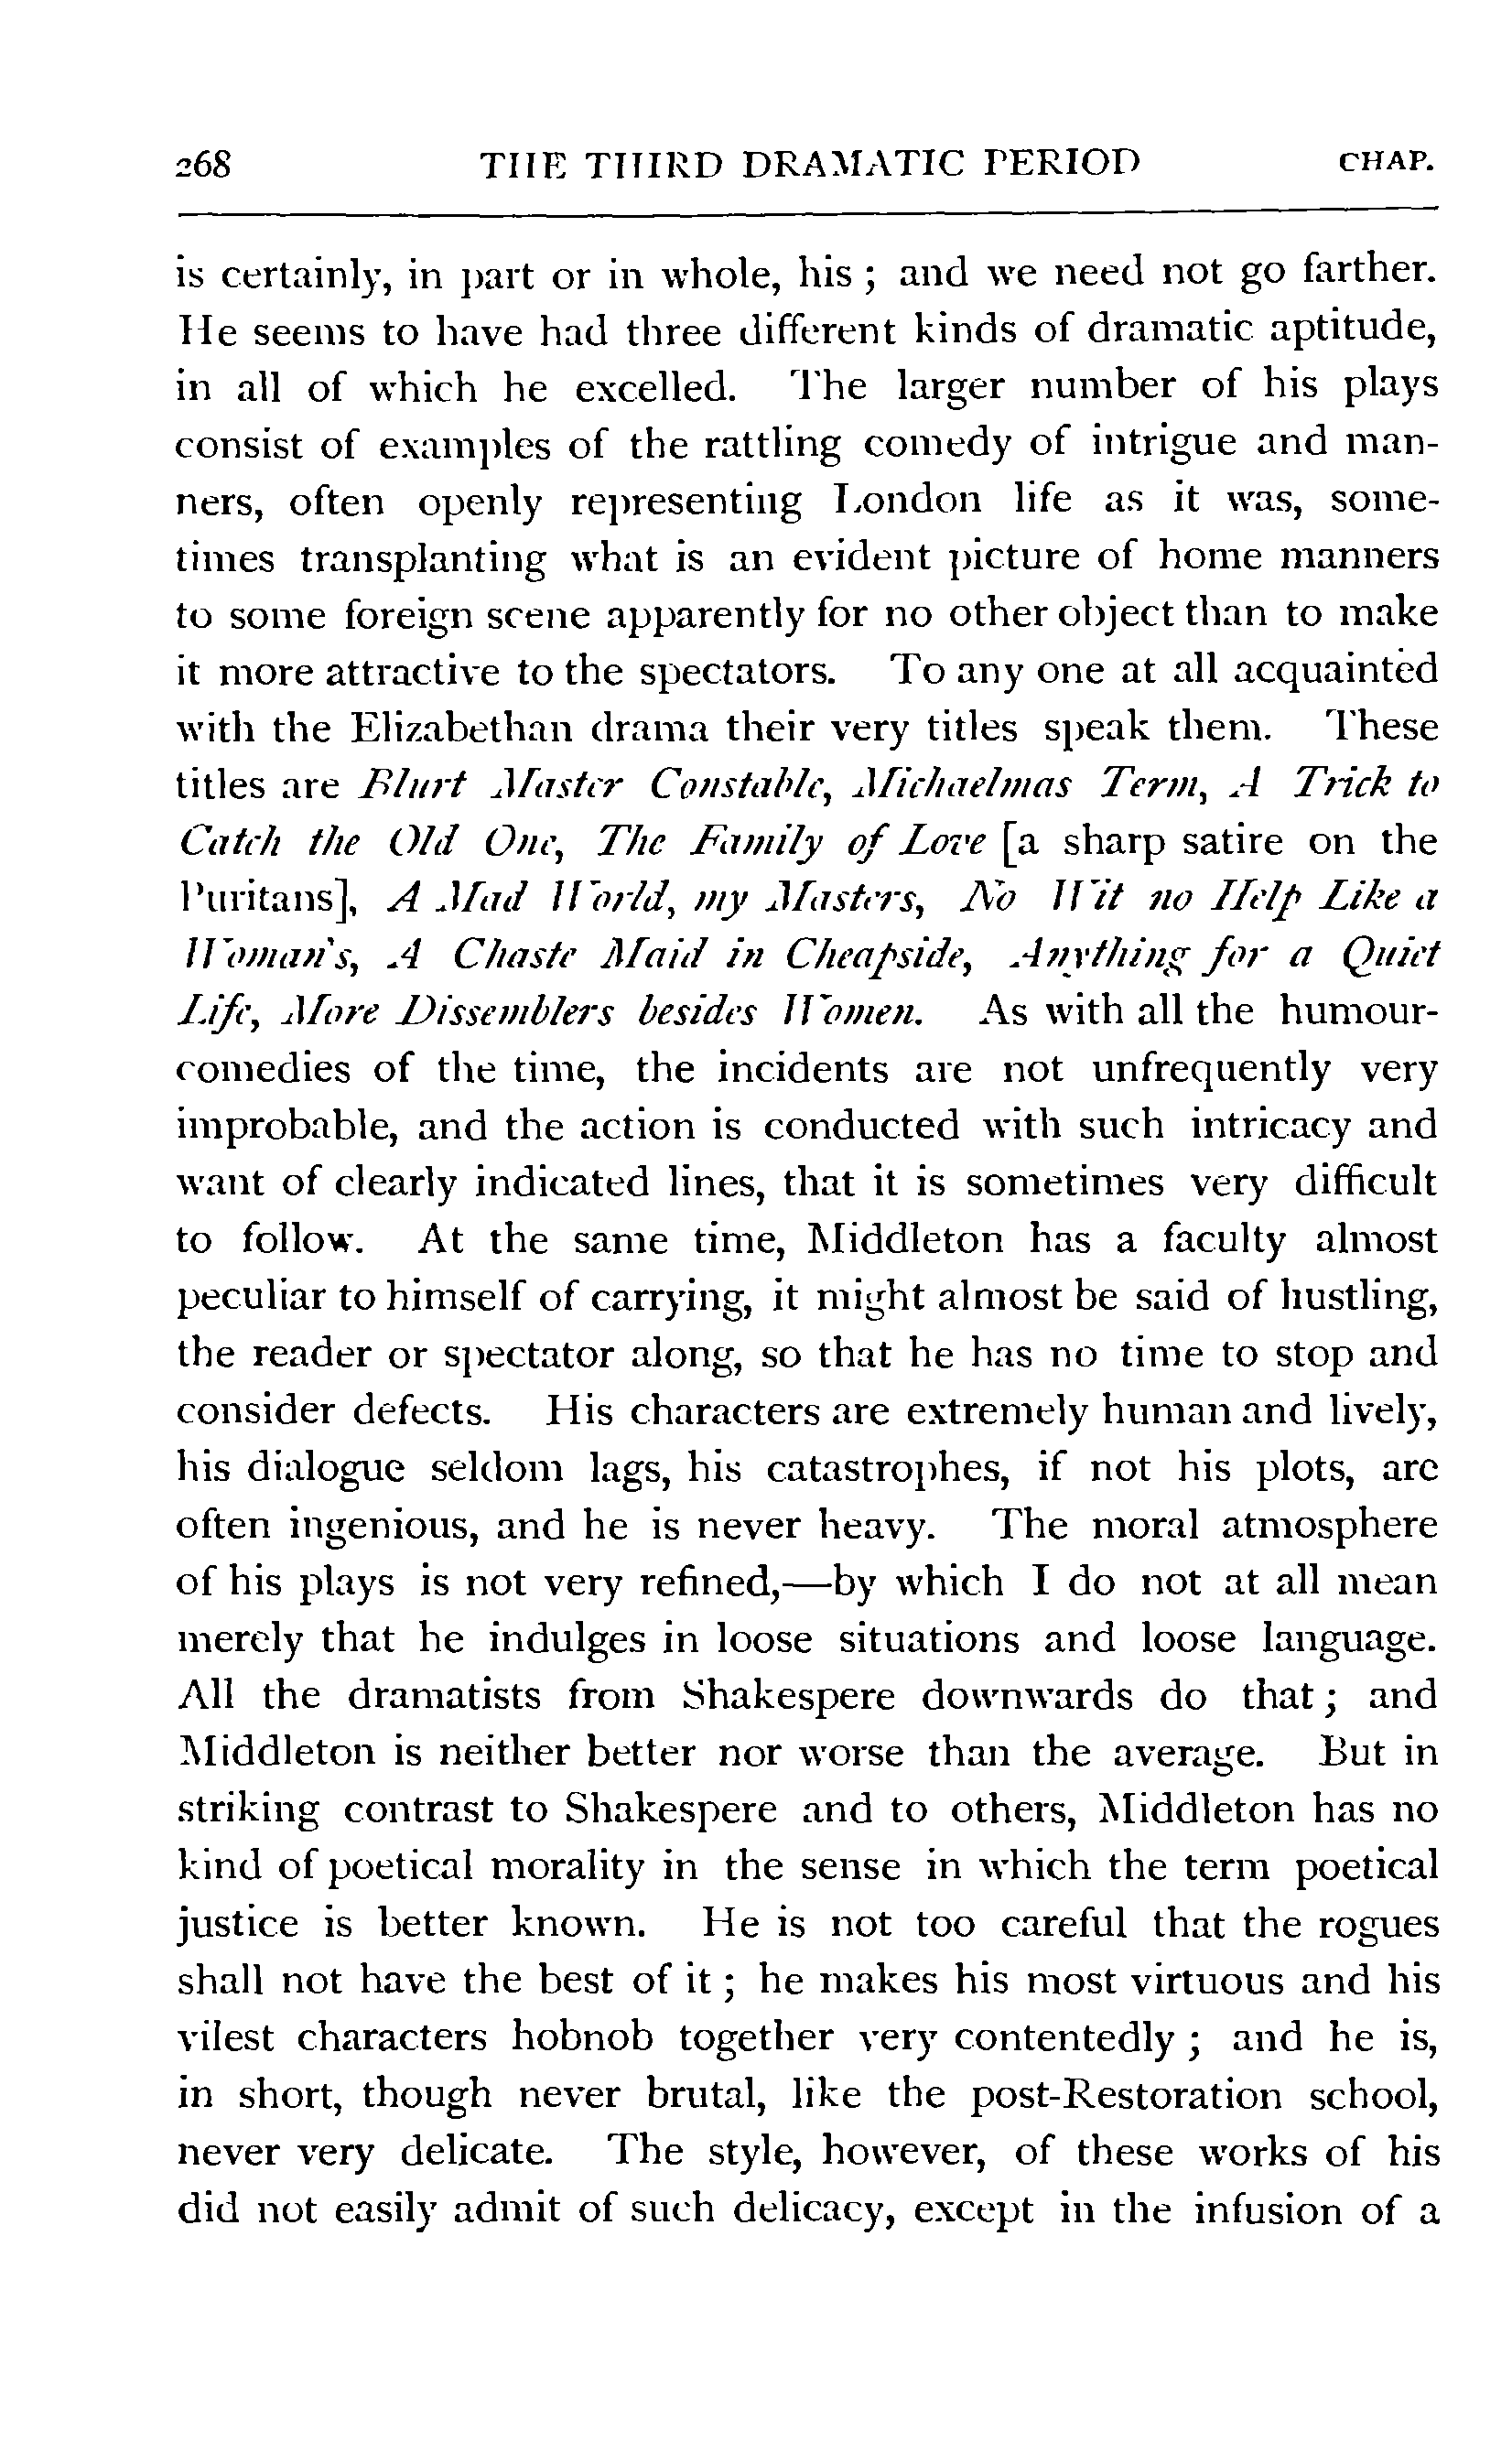 268 THE THIRD DRAMATIC PERIOD CHAP.
is certainly, in part or in whole, his ; and we need not go farther.
He seems to have had three different kinds of dramatic aptitude,
in all of which he excelled. The larger number of his plays
consist of examples of the rattling comedy of intrigue and man-
ners, often openly representing London life as it was, some-
times transplanting what is an evident picture of home manners
to some foreign scene apparently for no other object than to make
it more attractive to the spectators. To any one at all acquainted
with the Elizabethan drama their very titles speak them. These
titles are Blurt Master Constable, Michaelmas Term, A Trick to
Catch the Old One, The Family of Love [a sharp satire on the
Puritans], A Mad World, my Masters, No Wit no Help Like a
Woman's, A Chaste Maid in Cheapside, Anything for a Quiet
Life, More Dissemblers besides Women. As with all the humour-
comedies of the time, the incidents are not unfrequently very
improbable, and the action is conducted with such intricacy and
want of clearly indicated lines, that it is sometimes very difficult
to follow. At the same time, Middleton has a faculty almost
peculiar to himself of carrying, it might almost be said of hustling,
the reader or spectator along, so that he has no time to stop and
consider defects. His characters are extremely human and lively,
his dialogue seldom lags, his catastrophes, if not his plots, are
often ingenious, and he is never heavy. The moral atmosphere
of his plays is not very refined,—by which I do not at all mean
merely that he indulges in loose situations and loose language.
All the dramatists from Shakespere downwards do that ; and
Middleton is neither better nor worse than the average. But in
striking contrast to Shakespere and to others, Middleton has no
kind of poetical morality in the sense in which the term poetical
justice is better known. He is not too careful that the rogues
shall not have the best of it ; he makes his most virtuous and his
vilest characters hobnob together very contentedly ; and he is,
in short, though never brutal, like the post-Restoration school,
never very delicate. The style, however, of these works of his
did not easily admit of such delicacy, except in the infusion of a